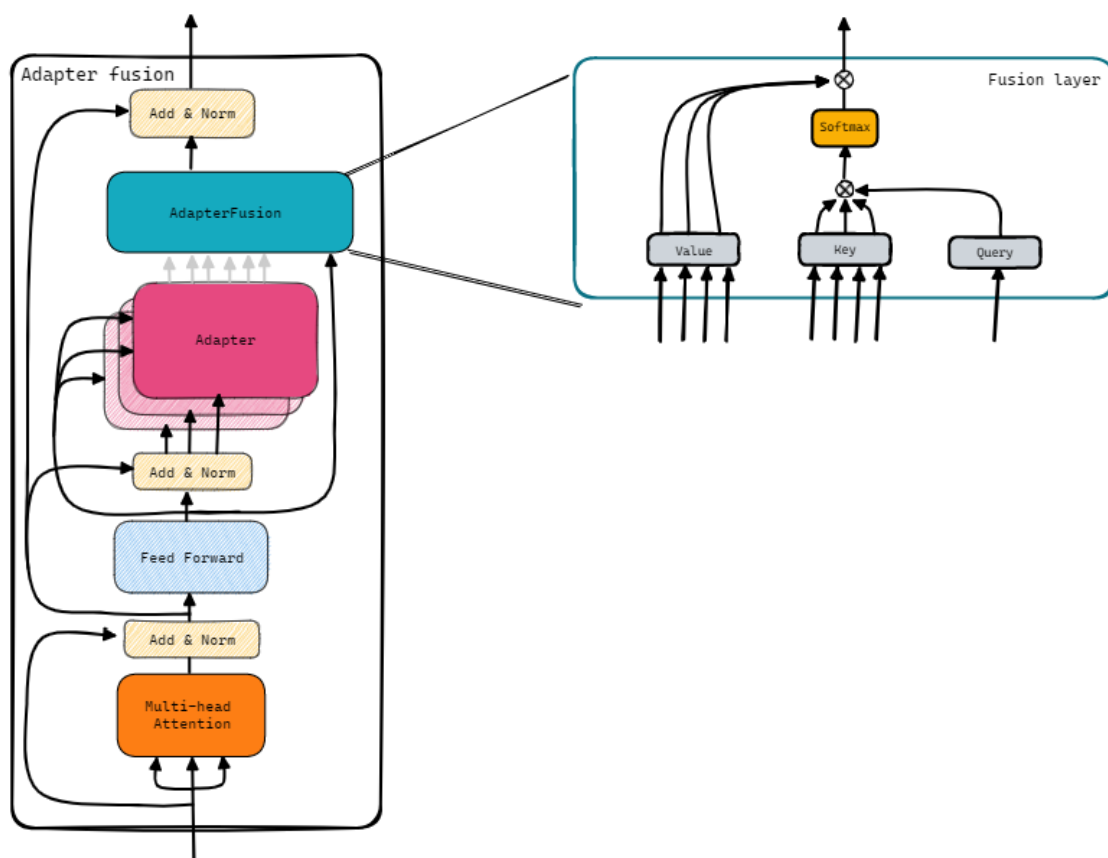 Adapter fusion
Add & Norm
AdapterFusion
Adapter
Add & Norm
Feed Forward
Add & Norm
Multi-head
Attention
Fusion layer
Softmax
Value
Key
Query